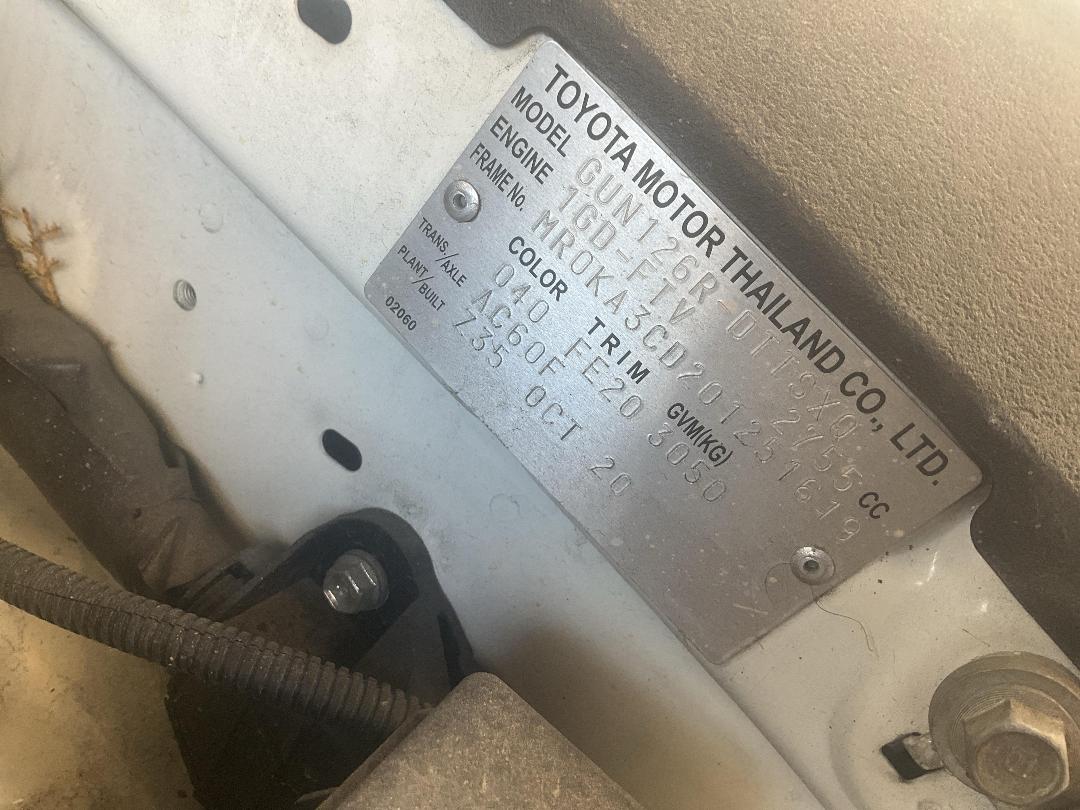 TOYOTA MOTOR THAILAND CO., LTD.
MODEL GUN126R-DTTSXQ
ENGINE 1GD-FTV 2755 CC
FRAME No. MR0KA3CD201251619
COLOR TRIM GVM(KG)
040 FE20 3050
TRANS./AXLE AC60F
PLANT/BUILT Z35 OCT 20
02060